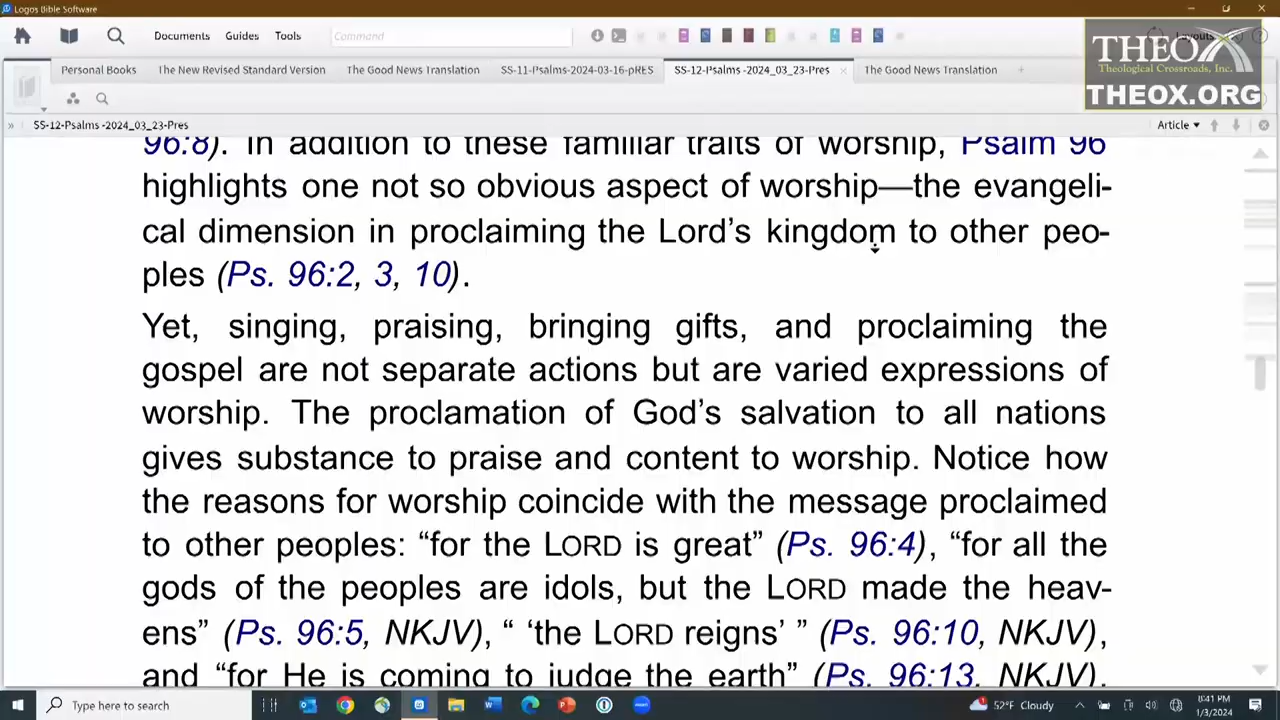 Logos Bible Software
Documents Guides Tools Command Layouts
THEOX
Theological Crossroads, Inc.
THEOX.ORG
Personal Books The New Revised Standard Version The Good News S 11-Psalms-2024-03-16-pRES SS-12-Psalms -2024_03_23-Pres The Good News Translation
SS-12-Psalms -2024_03_23-Pres Article
96:8). In addition to these familiar traits of worship, Psalm 96
highlights one not so obvious aspect of worship—the evangeli-
cal dimension in proclaiming the Lord’s kingdom to other peo-
ples (Ps. 96:2, 3, 10).
Yet, singing, praising, bringing gifts, and proclaiming the
gospel are not separate actions but are varied expressions of
worship. The proclamation of God’s salvation to all nations
gives substance to praise and content to worship. Notice how
the reasons for worship coincide with the message proclaimed
to other peoples: “for the LORD is great” (Ps. 96:4), “for all the
gods of the peoples are idols, but the LORD made the heav-
ens” (Ps. 96:5, NKJV), “ ‘the LORD reigns’ ” (Ps. 96:10, NKJV),
and “for He is coming to judge the earth” (Ps. 96:13, NKJV).
Type here to search 52°F Cloudy 8:41 PM
1/3/2024